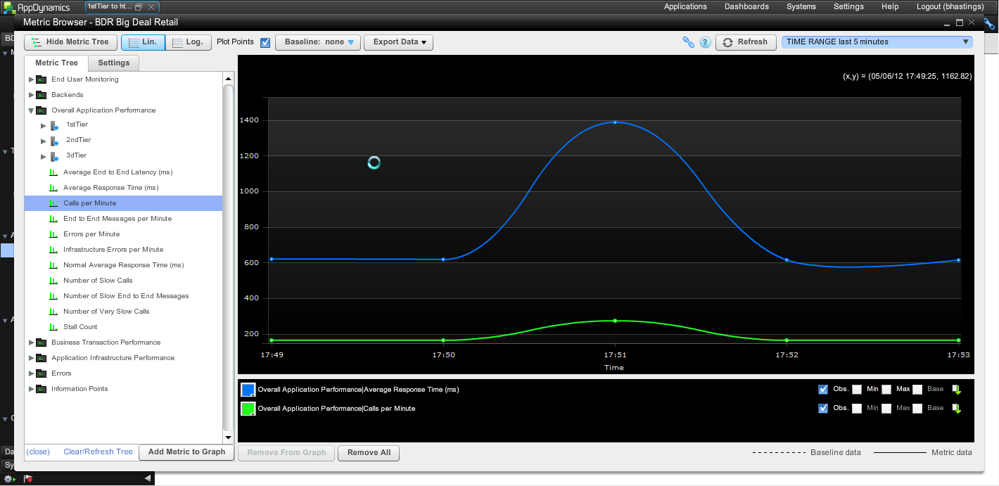 AppDynamics
1stTier to ht...
Applications Dashboards Systems Settings Help Logout (bhastings)
Metric Browser - BDR Big Deal Retail
Hide Metric Tree Lin. Log. Plot Points Baseline: none Export Data Refresh TIME RANGE last 5 minutes
Metric Tree Settings
End User Monitoring
Backends
Overall Application Performance
1stTier
2ndTier
3dTier
Average End to End Latency (ms)
Average Response Time (ms)
Calls per Minute
End to End Messages per Minute
Errors per Minute
Infrastructure Errors per Minute
Normal Average Response Time (ms)
Number of Slow Calls
Number of Slow End to End Messages
Number of Very Slow Calls
Stall Count
Business Transaction Performance
Application Infrastructure Performance
Errors
Information Points
(close) Clear/Refresh Tree Add Metric to Graph
(x,y) = (05/06/12 17:49:25, 1162.82)
1400
1200
1000
800
600
400
200
17:49 17:50 17:51 17:52 17:53
Time
Overall Application Performance|Average Response Time (ms) Obs. Min Max Base
Overall Application Performance|Calls per Minute Obs. Min Max Base
Remove From Graph Remove All Baseline data Metric data